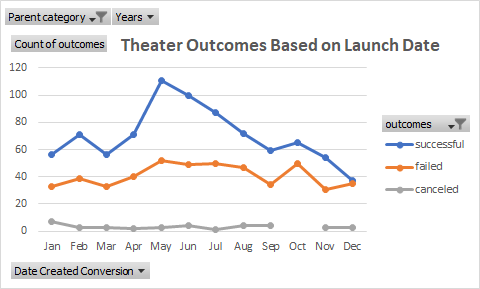 Parent category Years
Count of outcomes
Theater Outcomes Based on Launch Date
120
100
80
60
40
20
0
Jan Feb Mar Apr May Jun Jul Aug Sep Oct Nov Dec
outcomes
successful
failed
canceled
Date Created Conversion